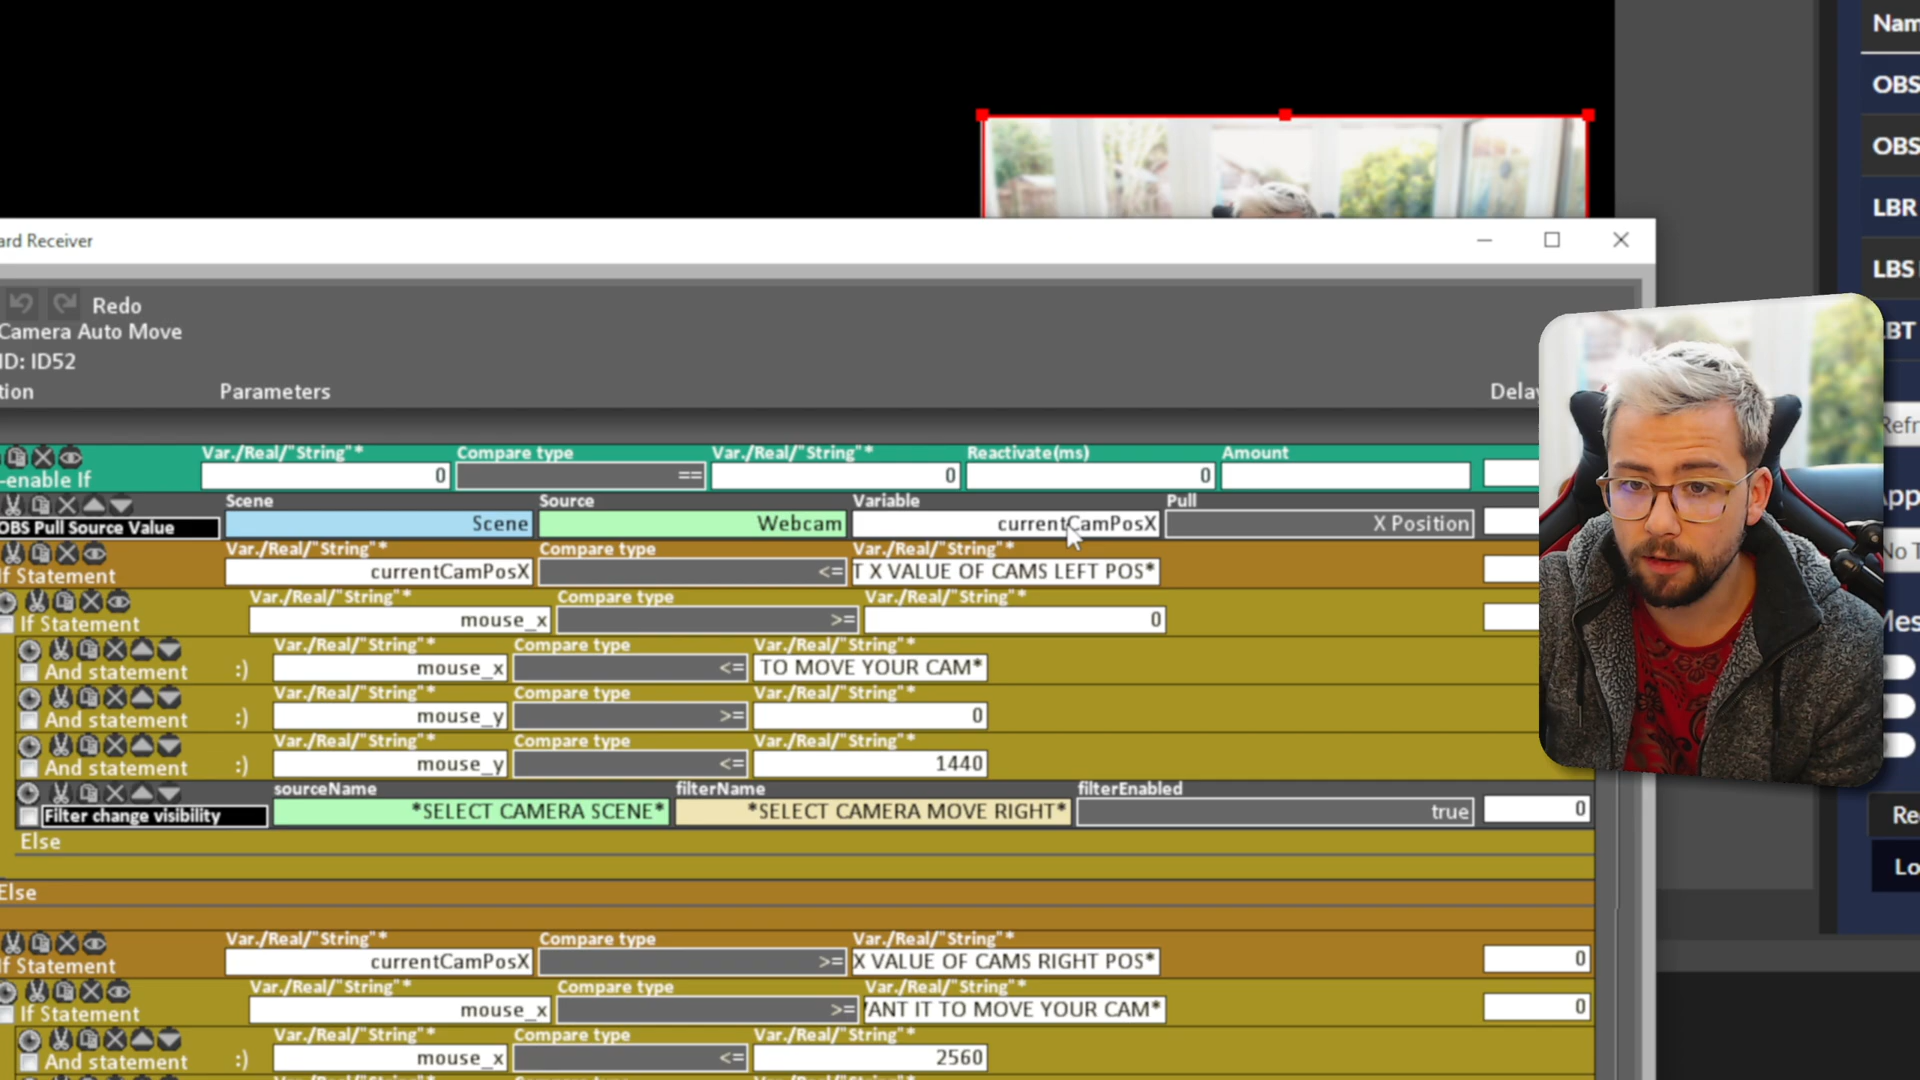 Nam
OBS
OBS
LBR
LBS
BT
Refr
App
No T
Mes
Re
Lo
ard Receiver
Redo
Camera Auto Move
ID: ID52
tion Parameters Delay
Var./Real/"String"* Compare type Var./Real/"String"* Reactivate(ms) Amount
-enable If 0 == 0 0
Scene Source Variable Pull
OBS Pull Source Value Scene Webcam currentCamPosX X Position
Var./Real/"String"* Compare type Var./Real/"String"*
If Statement currentCamPosX <= T X VALUE OF CAMS LEFT POS*
Var./Real/"String"* Compare type Var./Real/"String"*
If Statement mouse_x >= 0
Var./Real/"String"* Compare type Var./Real/"String"*
And statement :) mouse_x <= TO MOVE YOUR CAM*
Var./Real/"String"* Compare type Var./Real/"String"*
And statement :) mouse_y >= 0
Var./Real/"String"* Compare type Var./Real/"String"*
And statement :) mouse_y <= 1440
sourceName filterName filterEnabled
Filter change visibility *SELECT CAMERA SCENE* *SELECT CAMERA MOVE RIGHT* true 0
Else
Else
Var./Real/"String"* Compare type Var./Real/"String"*
If Statement currentCamPosX >= X VALUE OF CAMS RIGHT POS* 0
Var./Real/"String"* Compare type Var./Real/"String"*
If Statement mouse_x >= VANT IT TO MOVE YOUR CAM* 0
Var./Real/"String"* Compare type Var./Real/"String"*
And statement :) mouse_x <= 2560